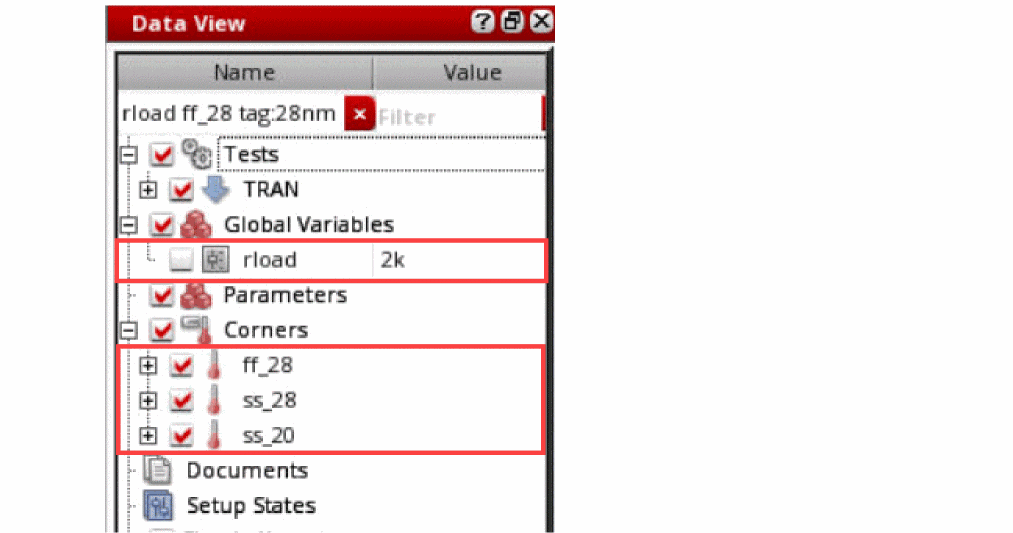 Data View
Name Value
rload ff_28 tag:28nm Filter
Tests
TRAN
Global Variables
rload 2k
Parameters
Corners
ff_28
ss_28
ss_20
Documents
Setup States